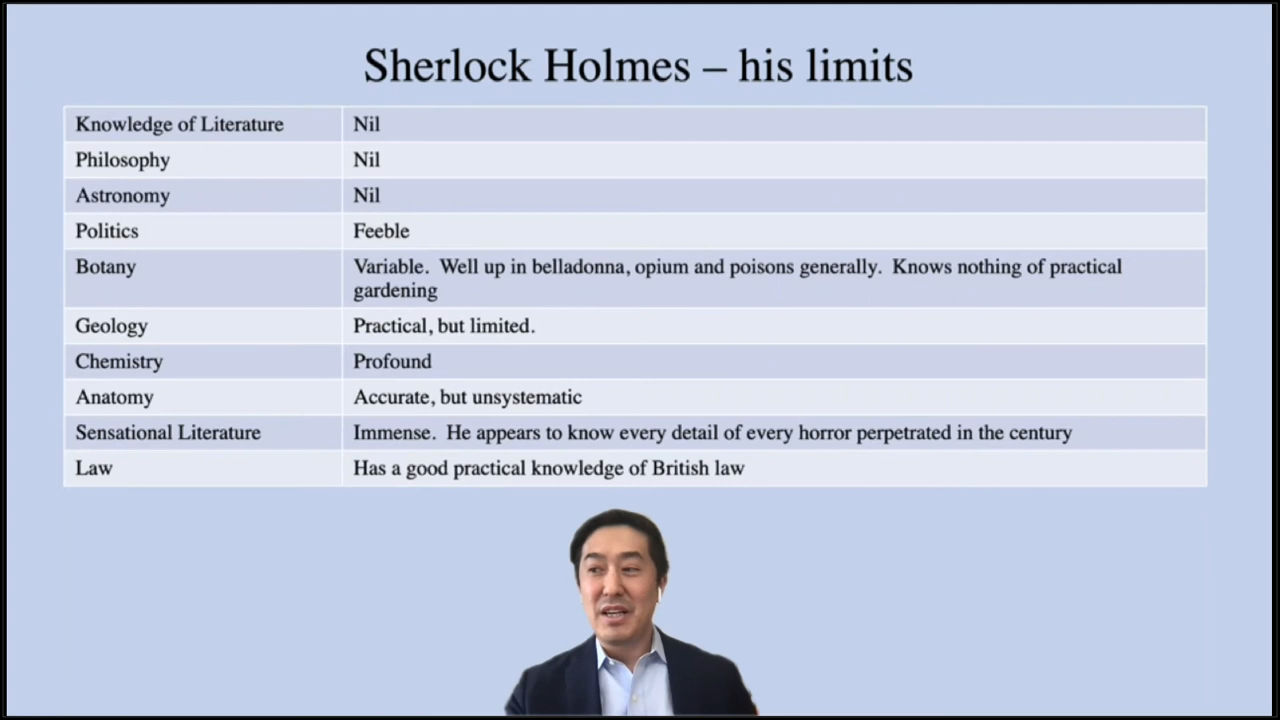 Sherlock Holmes – his limits
Knowledge of Literature Nil
Philosophy Nil
Astronomy Nil
Politics Feeble
Botany Variable.  Well up in belladonna, opium and poisons generally.  Knows nothing of practical
gardening
Geology Practical, but limited.
Chemistry Profound
Anatomy Accurate, but unsystematic
Sensational Literature Immense.  He appears to know every detail of every horror perpetrated in the century
Law Has a good practical knowledge of British law